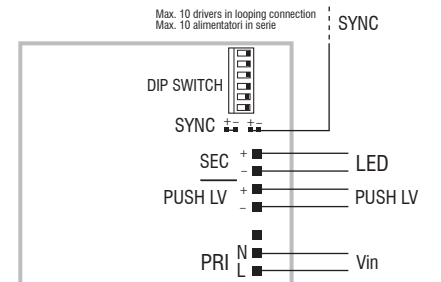 Max. 10 drivers in looping connection
Max. 10 alimentatori in serie
SYNC
DIP SWITCH
SYNC + - + -
SEC + - LED
PUSH LV + - PUSH LV
PRI N L Vin